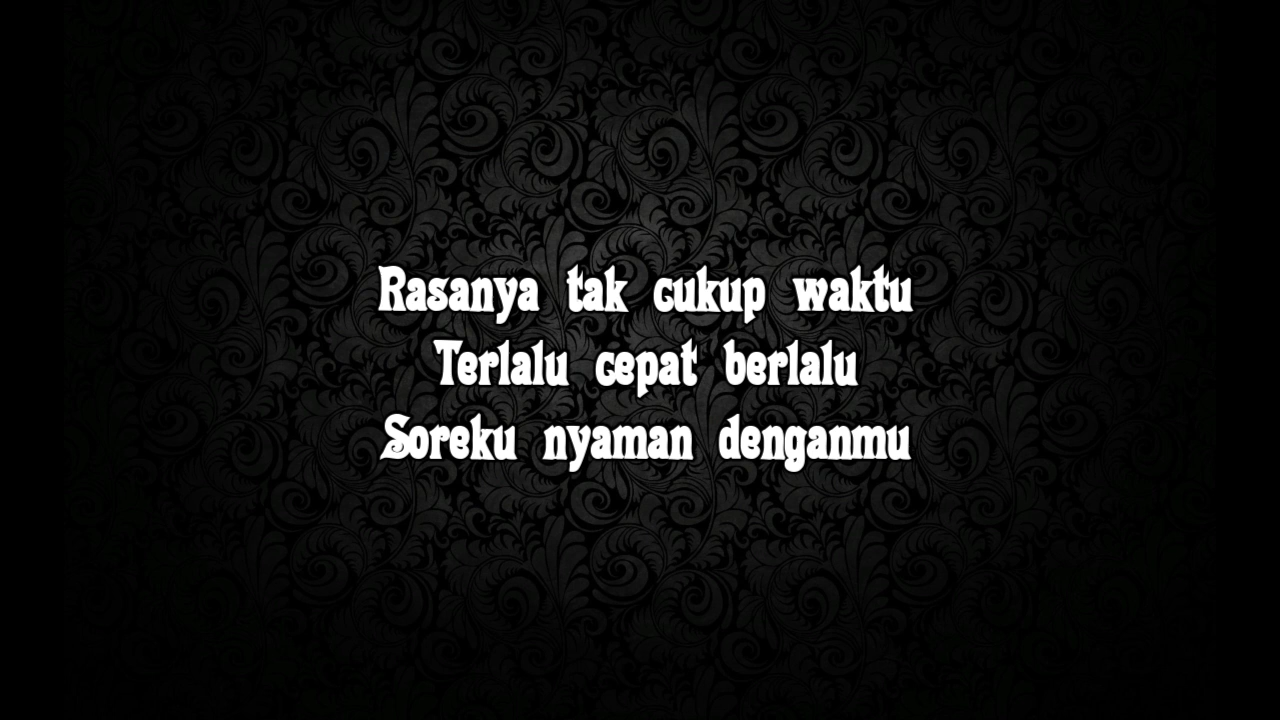 Rasanya tak cukup waktu
Terlalu cepat berlalu
Soreku nyaman denganmu